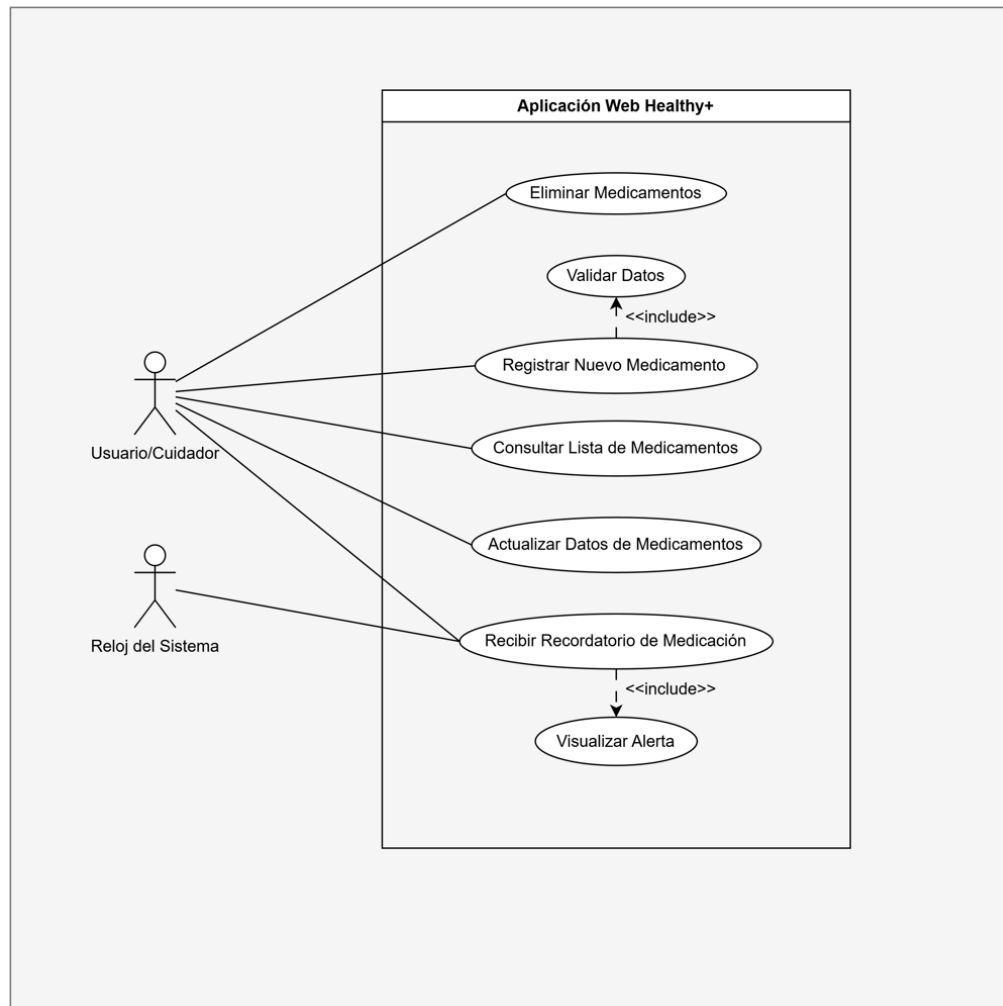 Aplicación Web Healthy+
Eliminar Medicamentos
Validar Datos
<<include>>
Registrar Nuevo Medicamento
Usuario/Cuidador
Consultar Lista de Medicamentos
Actualizar Datos de Medicamentos
Reloj del Sistema
Recibir Recordatorio de Medicación
<<include>>
Visualizar Alerta